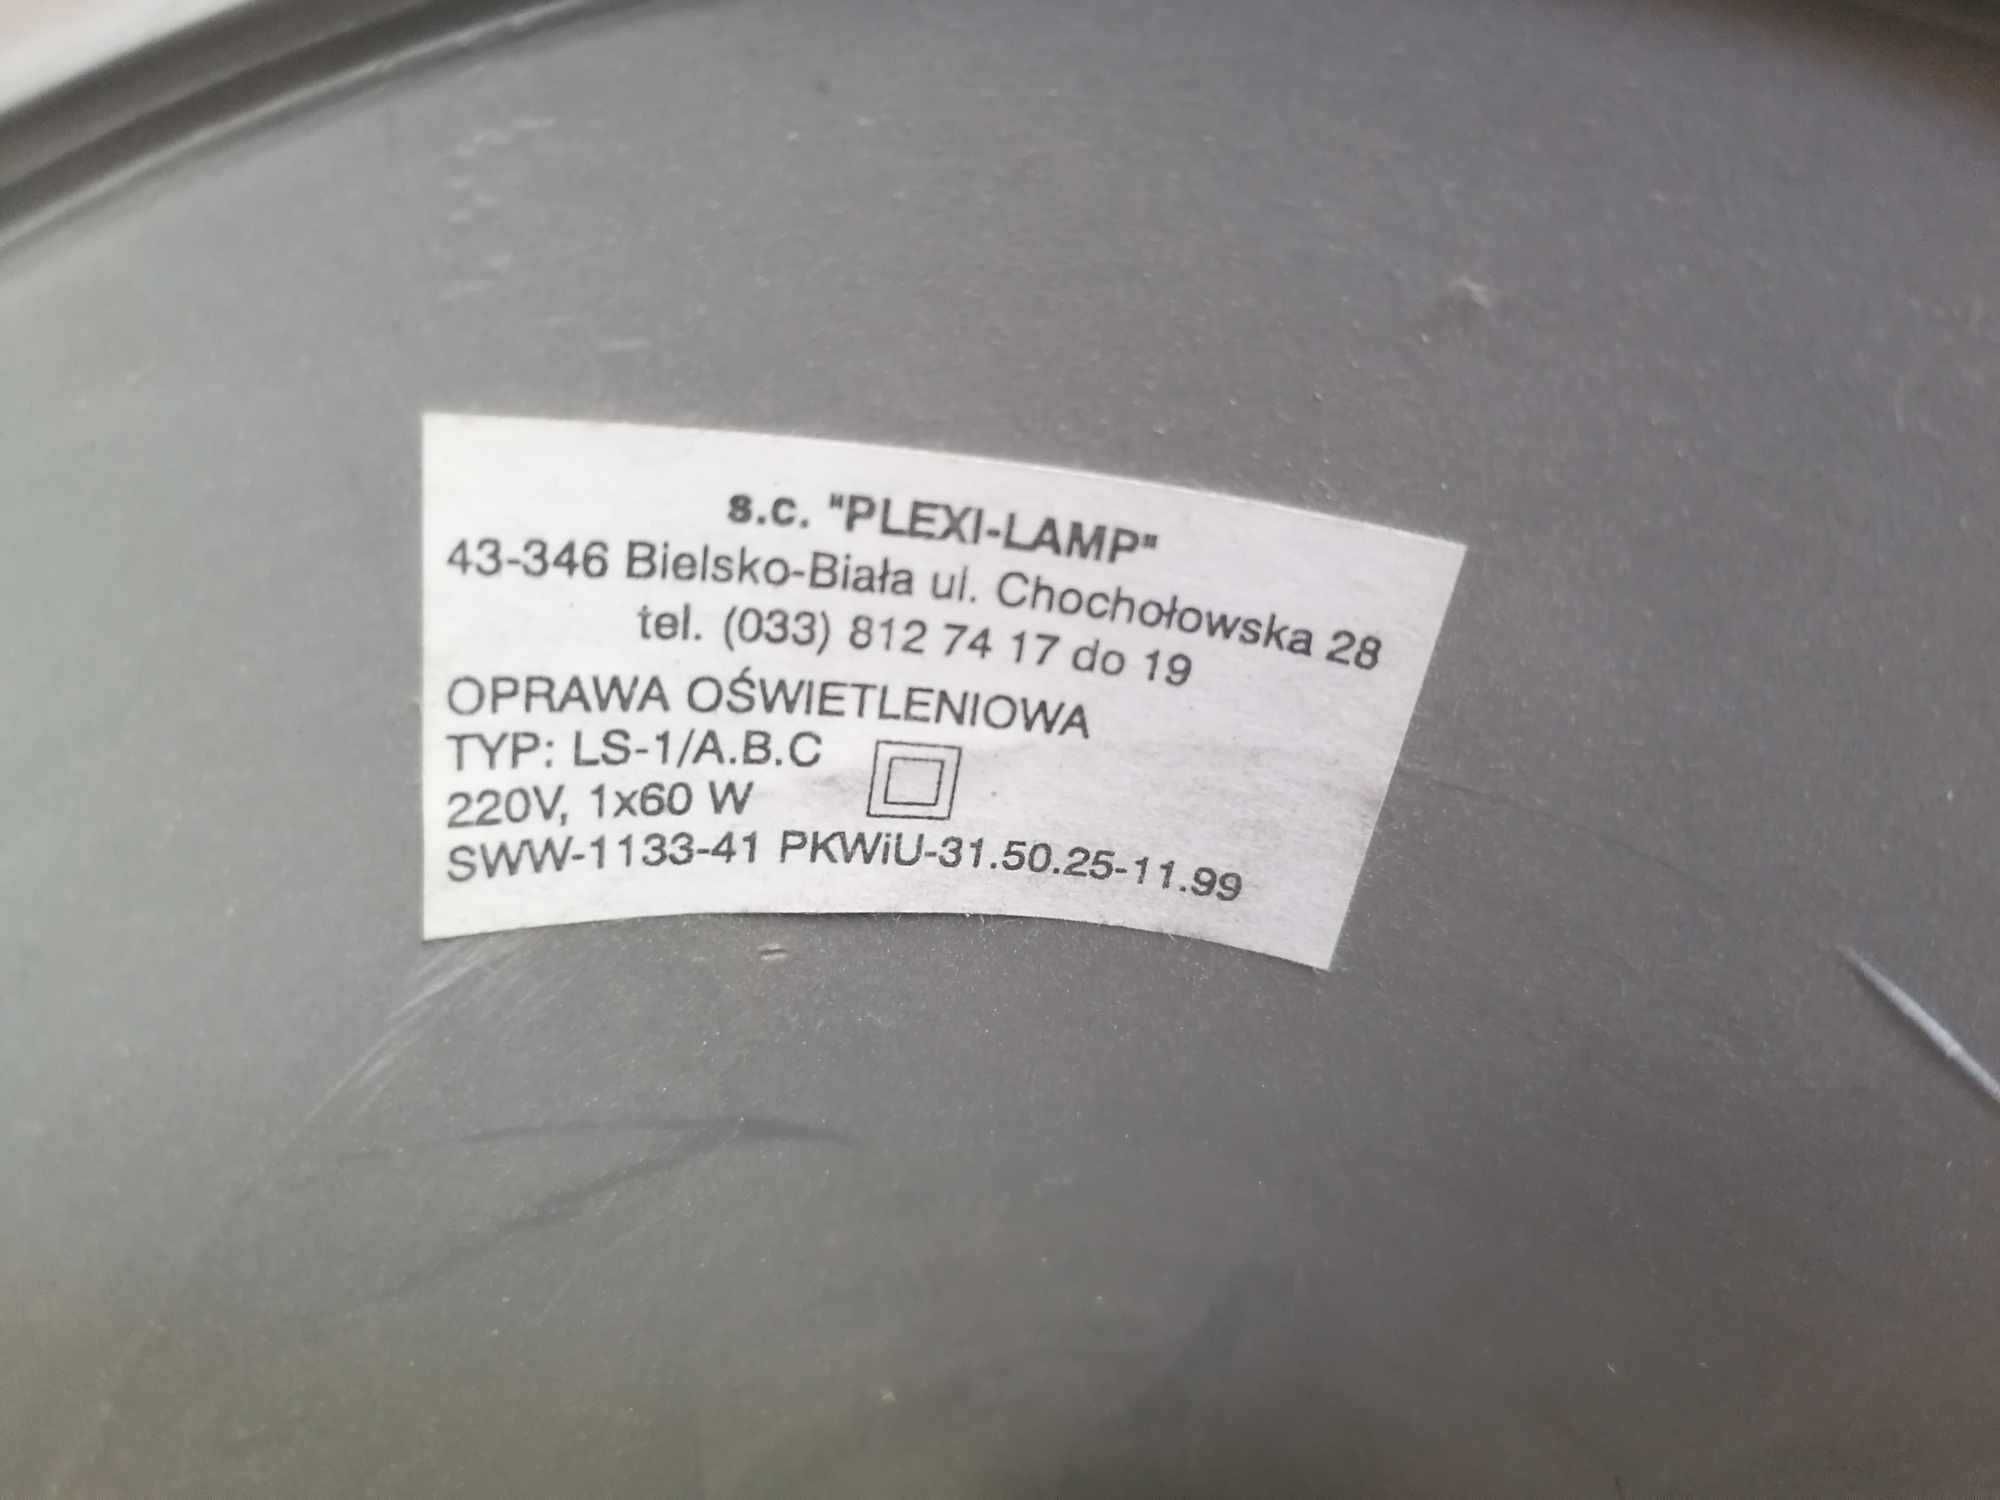 s.c. "PLEXI-LAMP"
43-346 Bielsko-Biała ul. Chochołowska 28
tel. (033) 812 74 17 do 19
OPRAWA OŚWIETLENIOWA
TYP: LS-1/A.B.C
220V, 1x60 W
SWW-1133-41 PKWiU-31.50.25-11.99